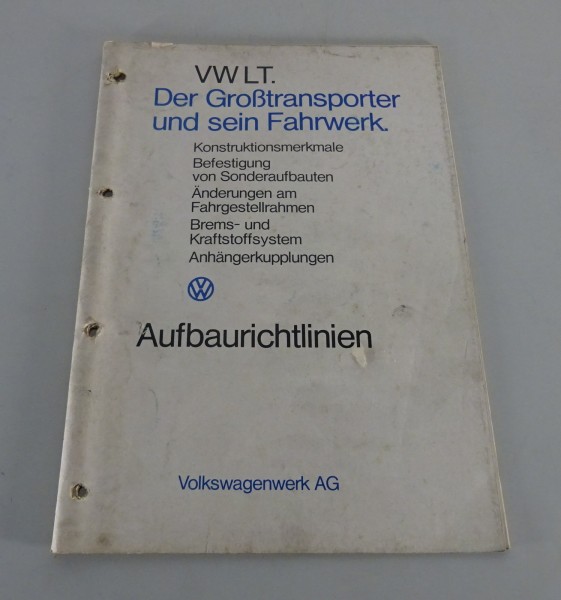 VW LT.
Der Großtransporter
und sein Fahrwerk.
Konstruktionsmerkmale
Befestigung
von Sonderaufbauten
Änderungen am
Fahrgestellrahmen
Brems- und
Kraftstoffsystem
Anhängerkupplungen
Aufbaurichtlinien
Volkswagenwerk AG